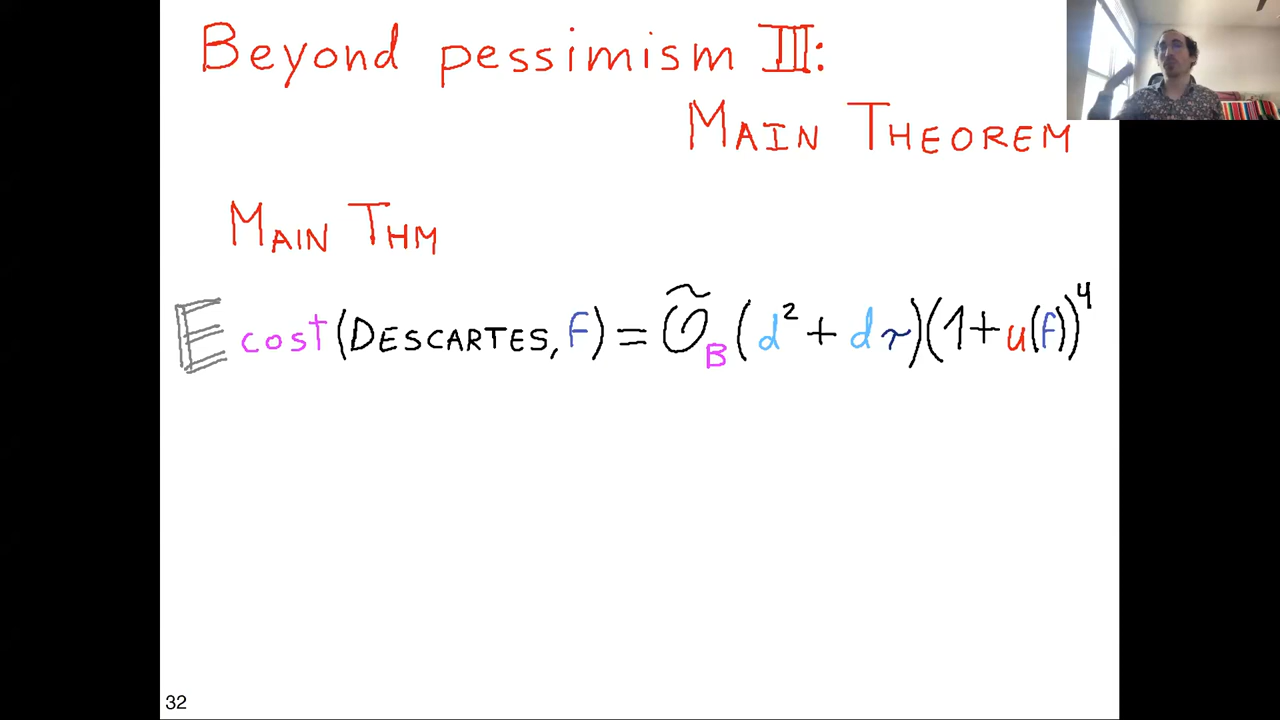 Beyond pessimism III:
MAIN THEOREM
MAIN THM
𝔼 cost(DESCARTES, F) = Õ_B (d² + dτ)(1+u(F))⁴
32